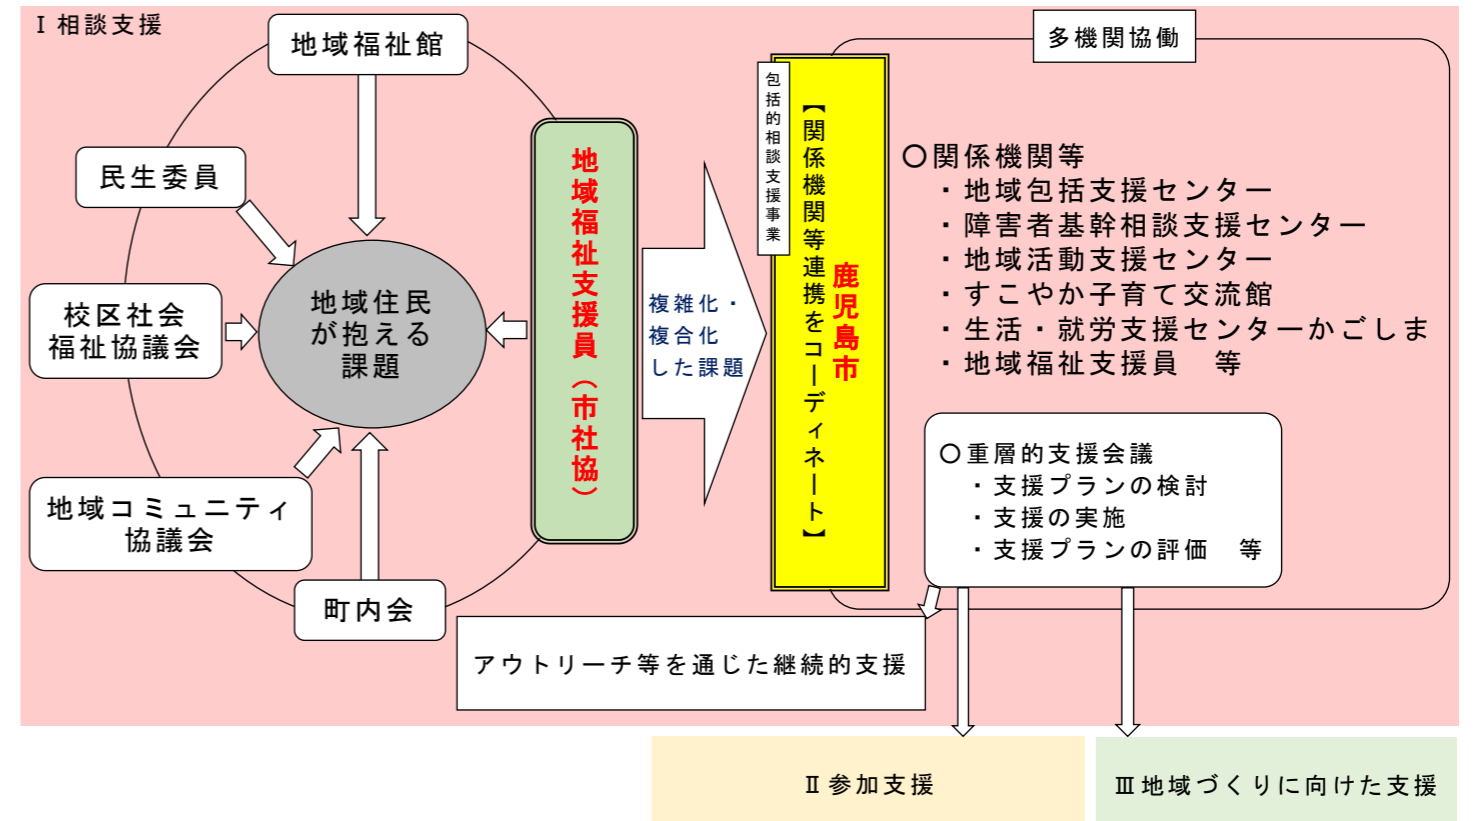 Ⅰ相談支援
地域福祉館
民生委員
校区社会
福祉協議会
地域コミュニティ
協議会
町内会
地域住民
が抱える
課題
地域福祉支援員（市社協）
複雑化・
複合化
した課題
包括的相談支援事業
鹿児島市
【関係機関等連携をコーディネート】
多機関協働
〇関係機関等
・地域包括支援センター
・障害者基幹相談支援センター
・地域活動支援センター
・すこやか子育て交流館
・生活・就労支援センターかごしま
・地域福祉支援員　等
〇重層的支援会議
・支援プランの検討
・支援の実施
・支援プランの評価　等
アウトリーチ等を通じた継続的支援
Ⅱ参加支援
Ⅲ地域づくりに向けた支援